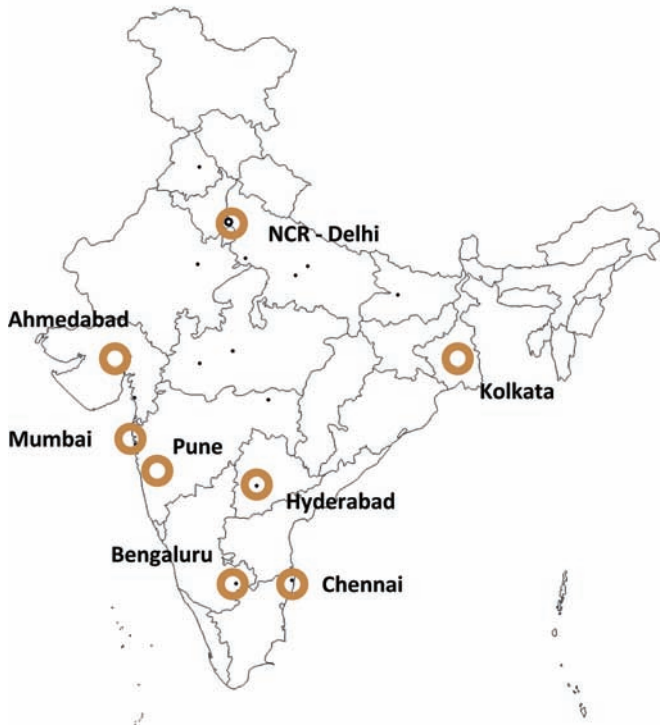 NCR - Delhi
Ahmedabad
Kolkata
Mumbai
Pune
Hyderabad
Bengaluru
Chennai